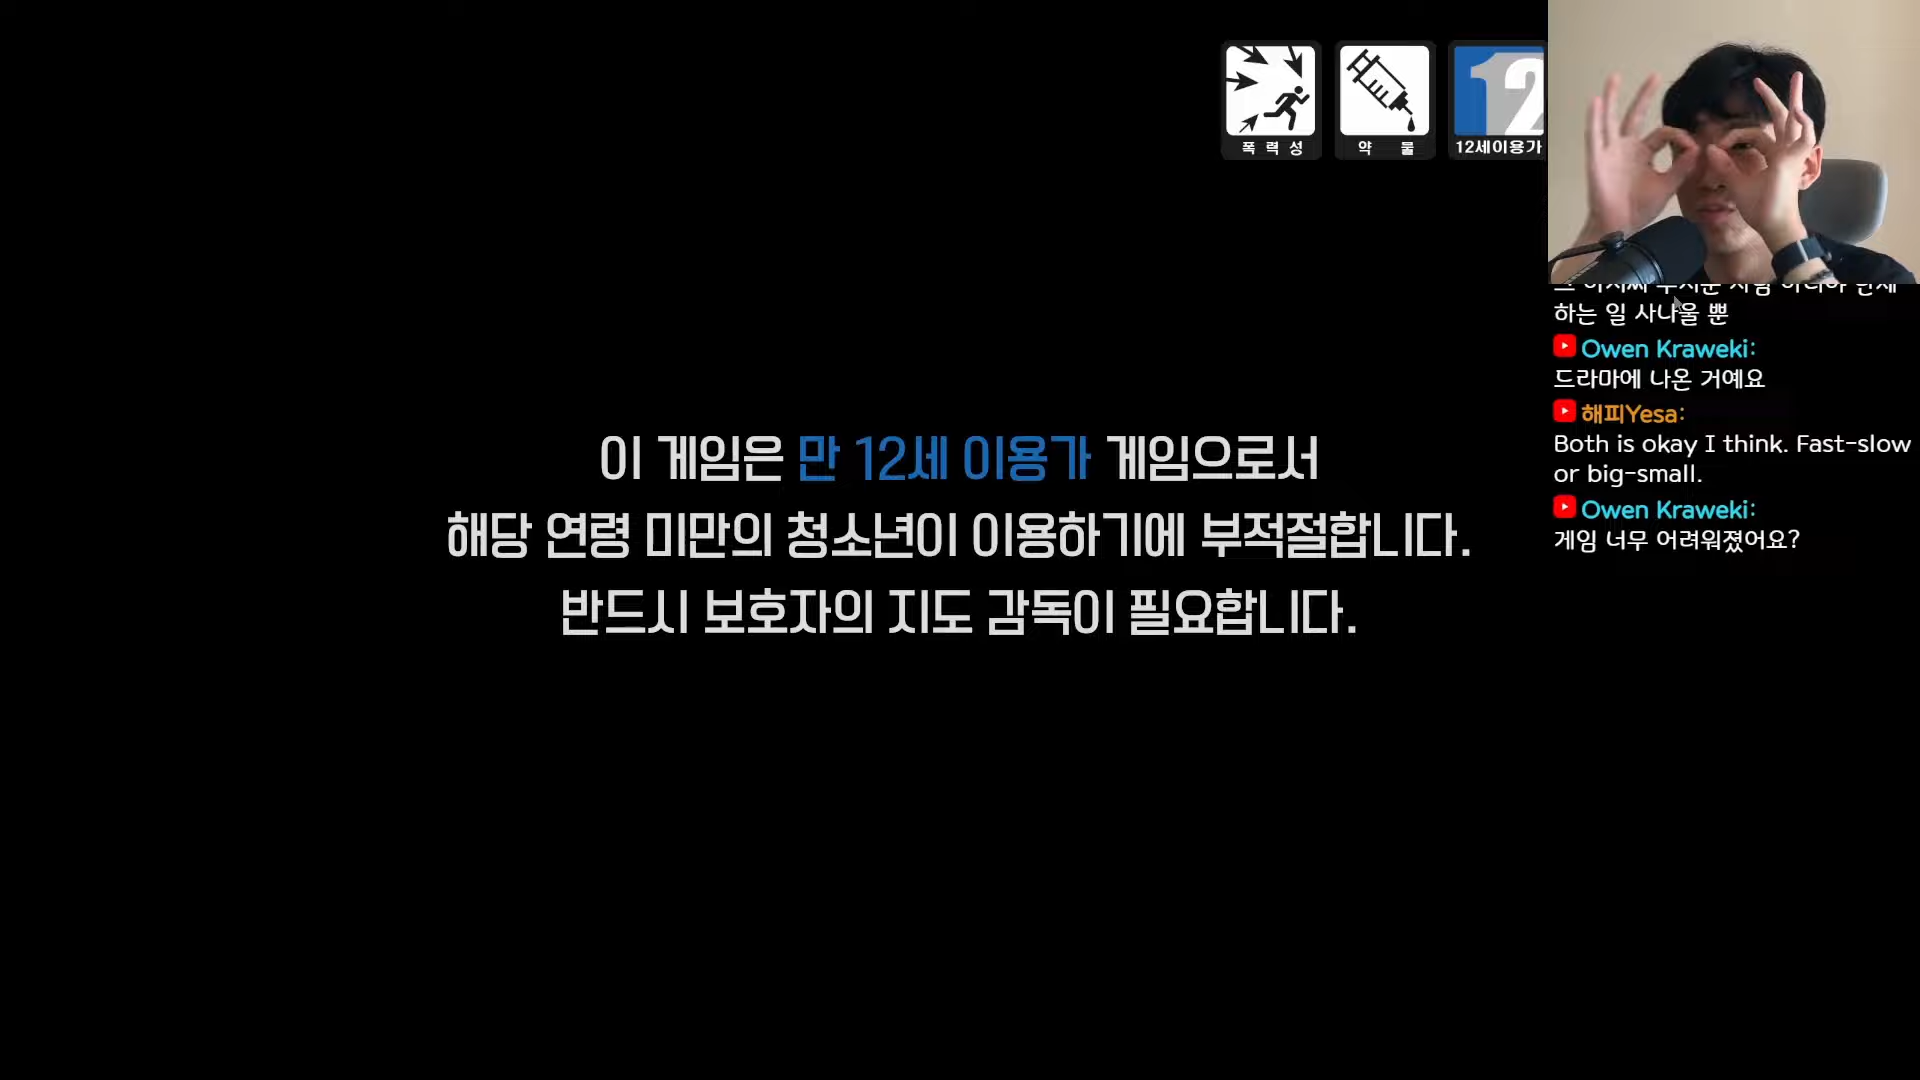 폭력성
약 물
12
12세이용가
이 게임은 만 12세 이용가 게임으로서
해당 연령 미만의 청소년이 이용하기에 부적절합니다.
반드시 보호자의 지도 감독이 필요합니다.
하는 일 사나울 뿐
Owen Kraweki:
드라마에 나온 거예요
해피Yesa:
Both is okay I think. Fast-slow
or big-small.
Owen Kraweki:
게임 너무 어려워졌어요?